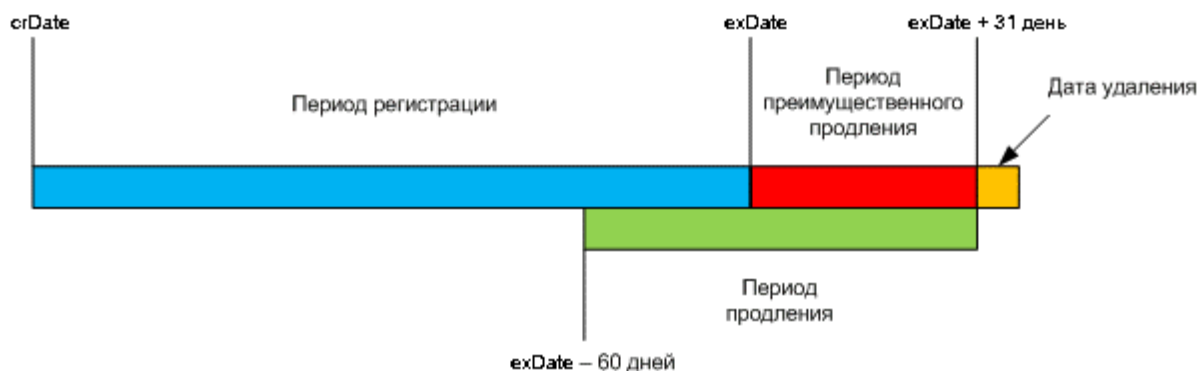 crDate
exDate
exDate + 31 день
Период регистрации
Период
преимущественного
продления
Дата удаления
Период
продления
exDate – 60 дней